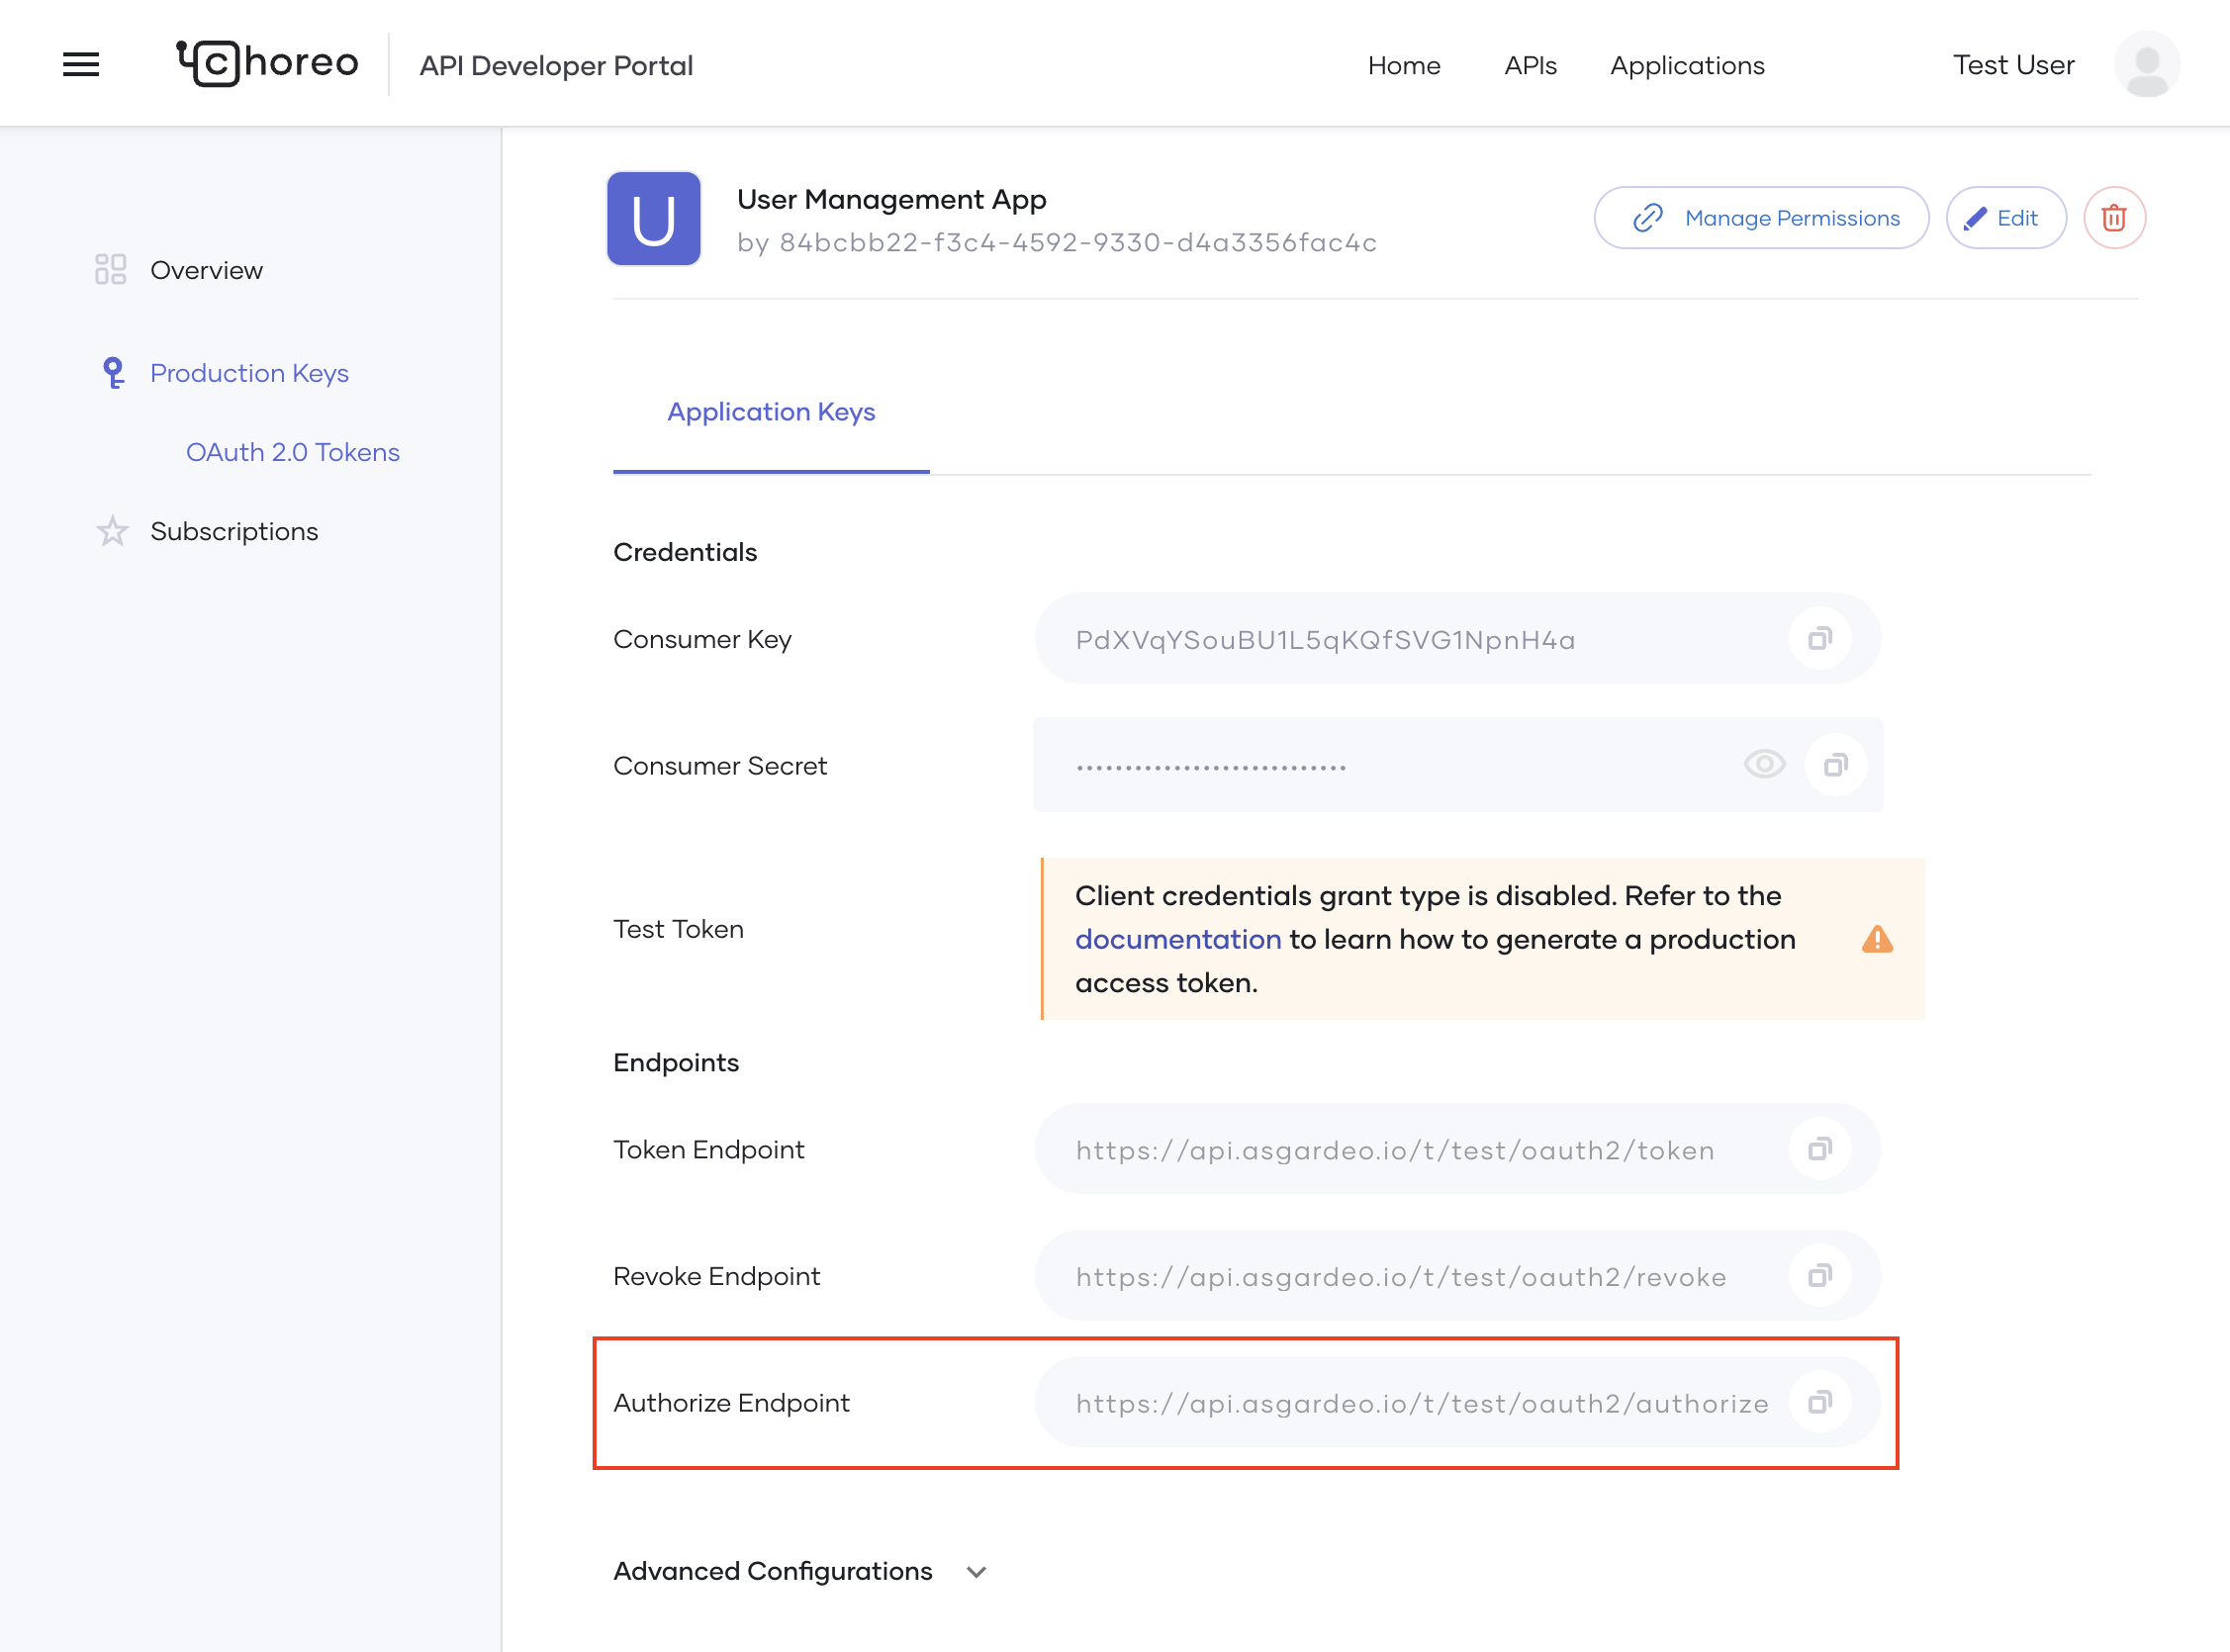 Choreo
API Developer Portal
Home
APIs
Applications
Test User
Overview
Production Keys
OAuth 2.0 Tokens
Subscriptions
U
User Management App
by 84bcbb22-f3c4-4592-9330-d4a3356fac4c
Manage Permissions
Edit
Application Keys
Credentials
Consumer Key
PdXVqYSouBU1L5qKQfSVG1NpnH4a
Consumer Secret
••••••••••••••••••••••••••••
Test Token
Client credentials grant type is disabled. Refer to the
documentation to learn how to generate a production
access token.
Endpoints
Token Endpoint
https://api.asgardeo.io/t/test/oauth2/token
Revoke Endpoint
https://api.asgardeo.io/t/test/oauth2/revoke
Authorize Endpoint
https://api.asgardeo.io/t/test/oauth2/authorize
Advanced Configurations